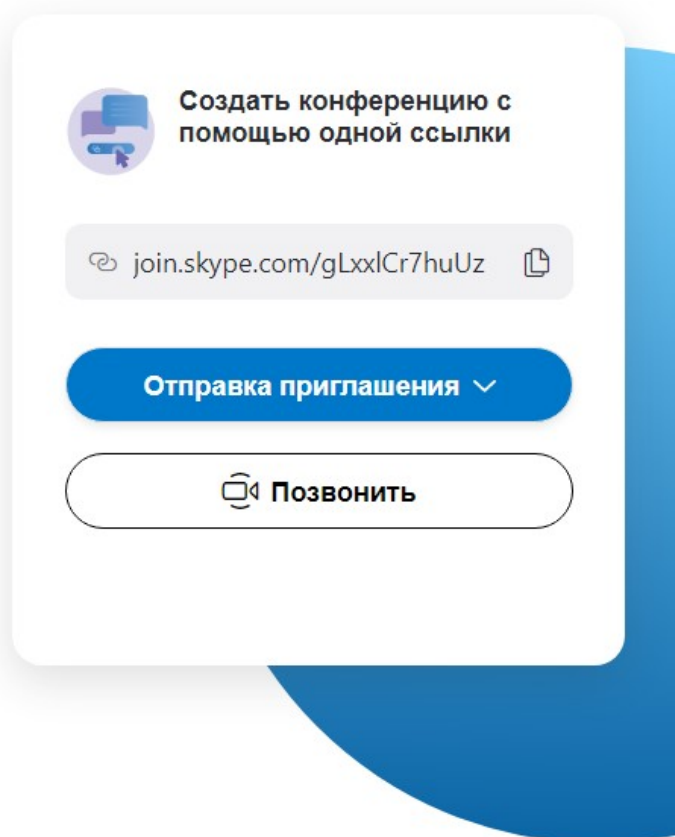 Создать конференцию с
помощью одной ссылки
join.skype.com/gLxxlCr7huUz
Отправка приглашения
Позвонить